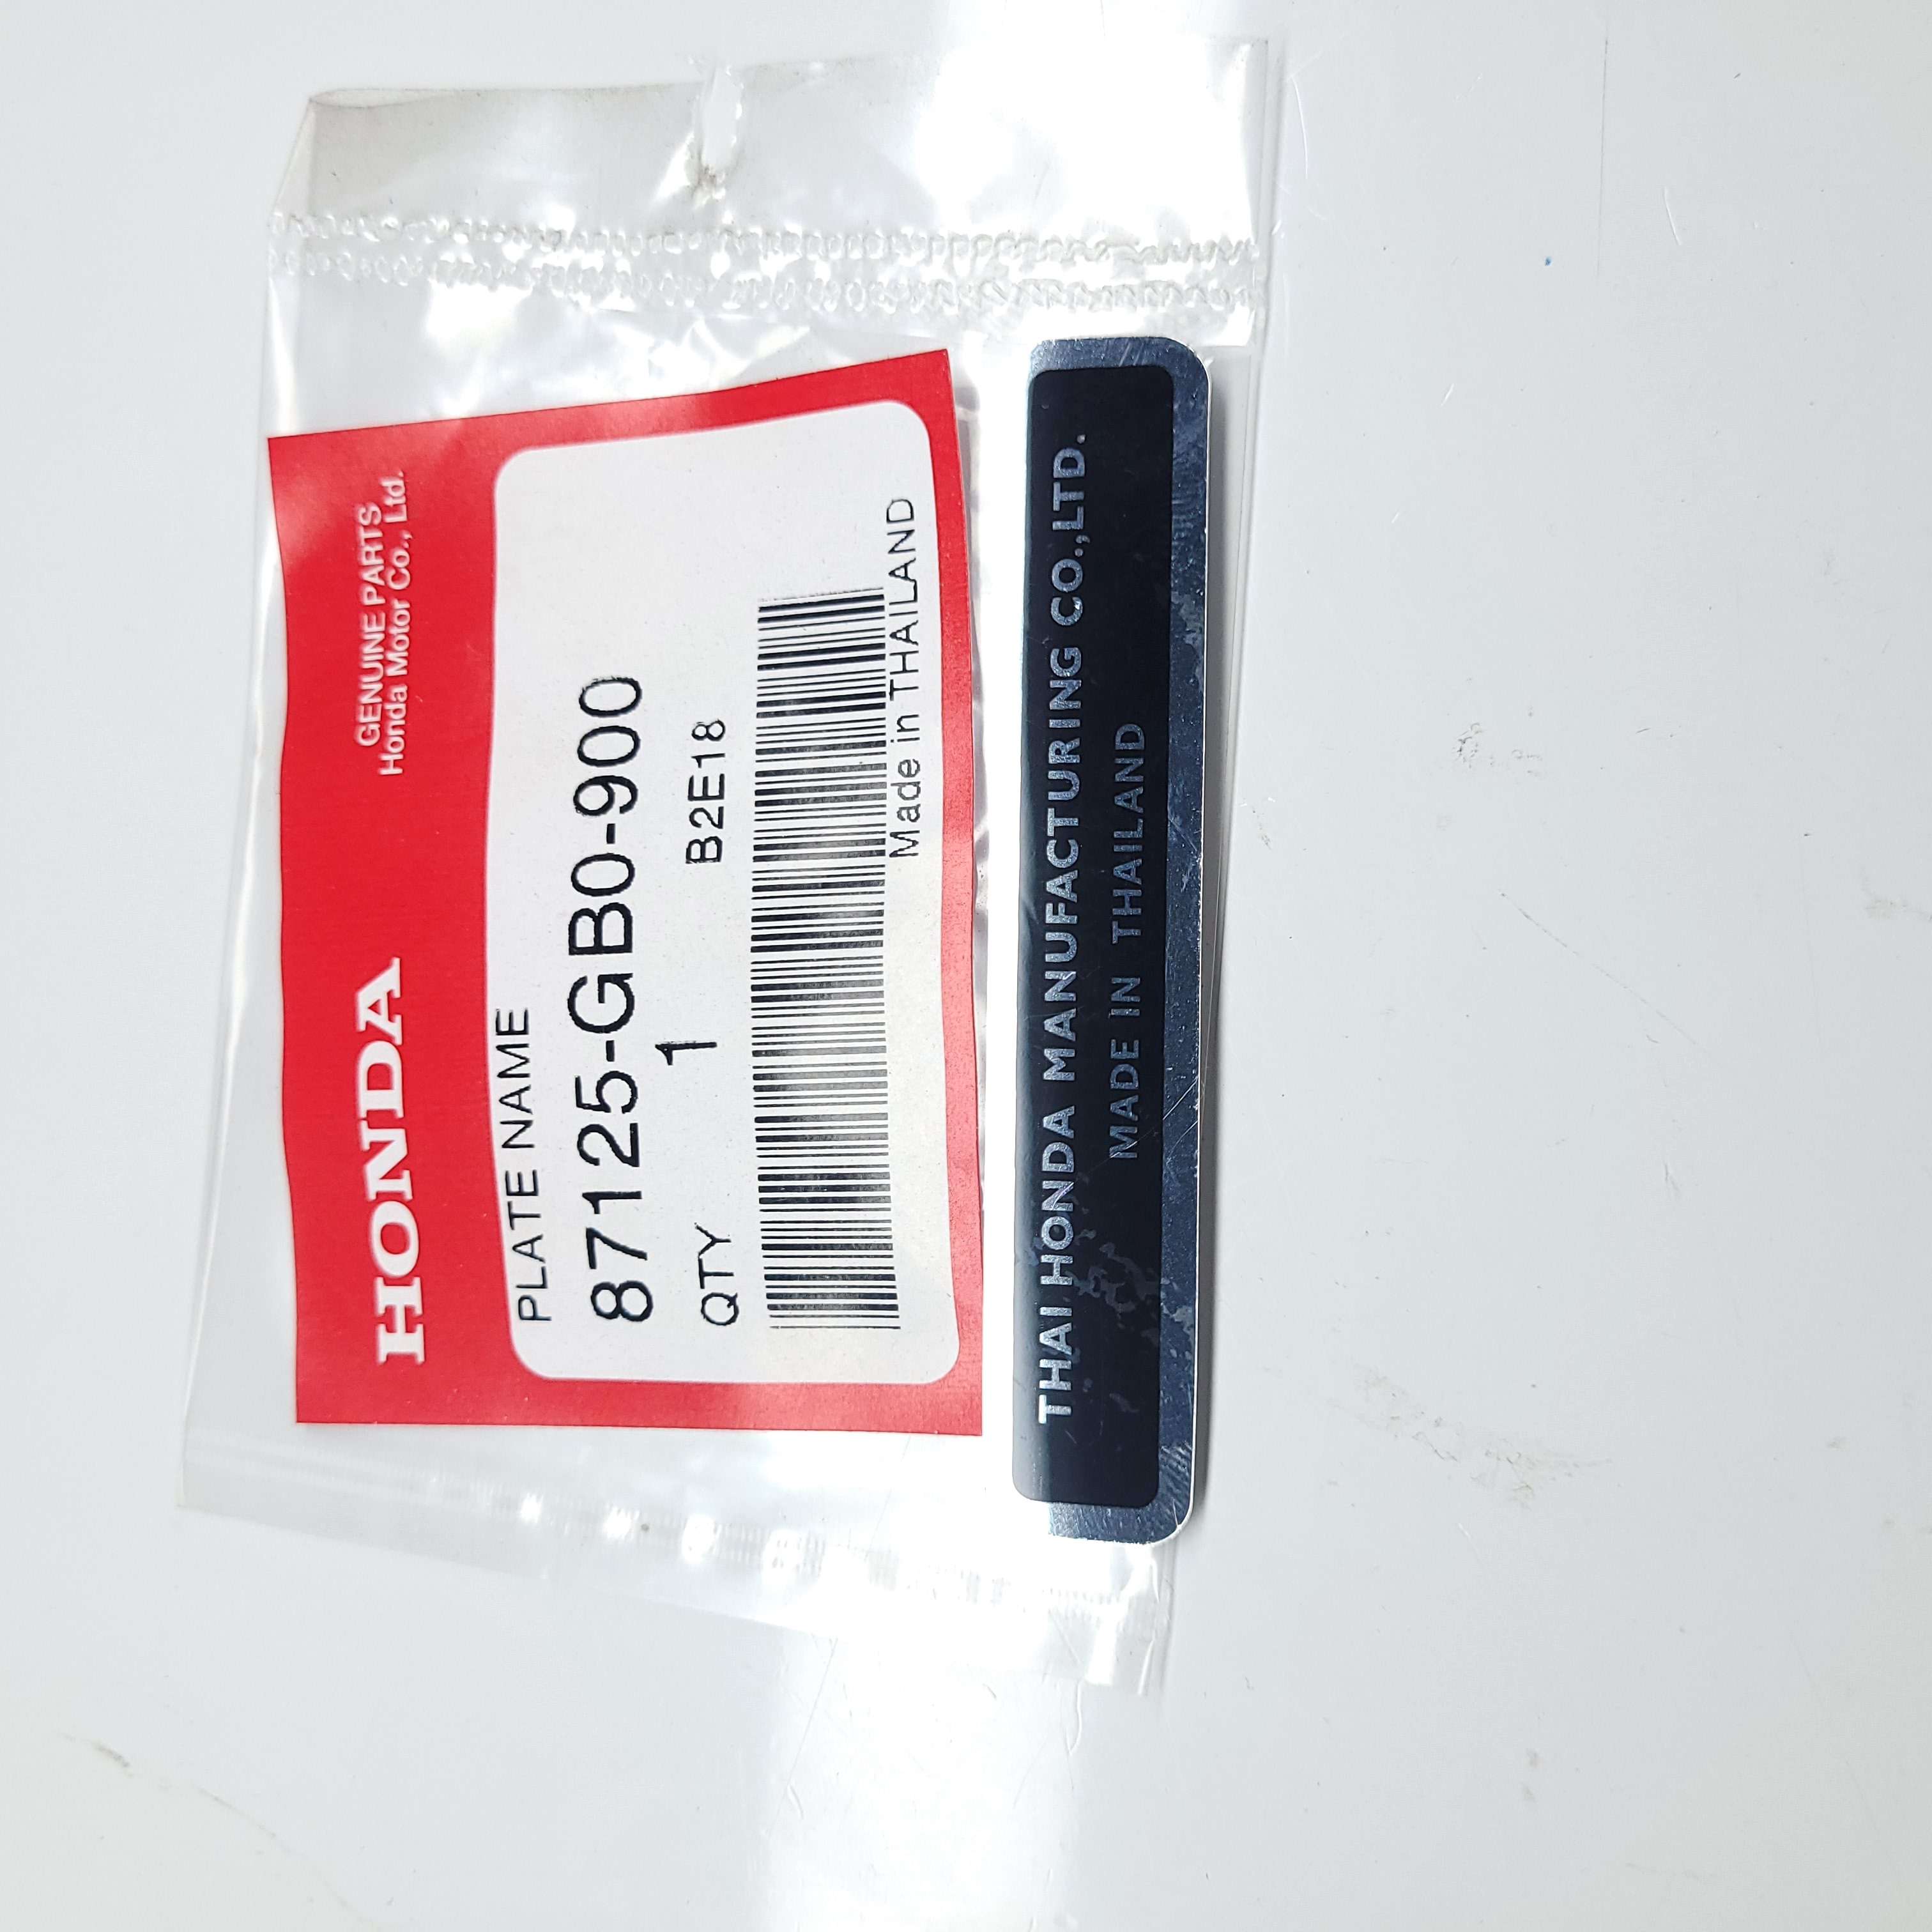 HONDA
GENUINE PARTS
Honda Motor Co., Ltd.
PLATE NAME
87125-GB0-900
QTY 1 B2E18
Made in THAILAND
THAI HONDA MANUFACTURING CO.,LTD.
MADE IN THAILAND